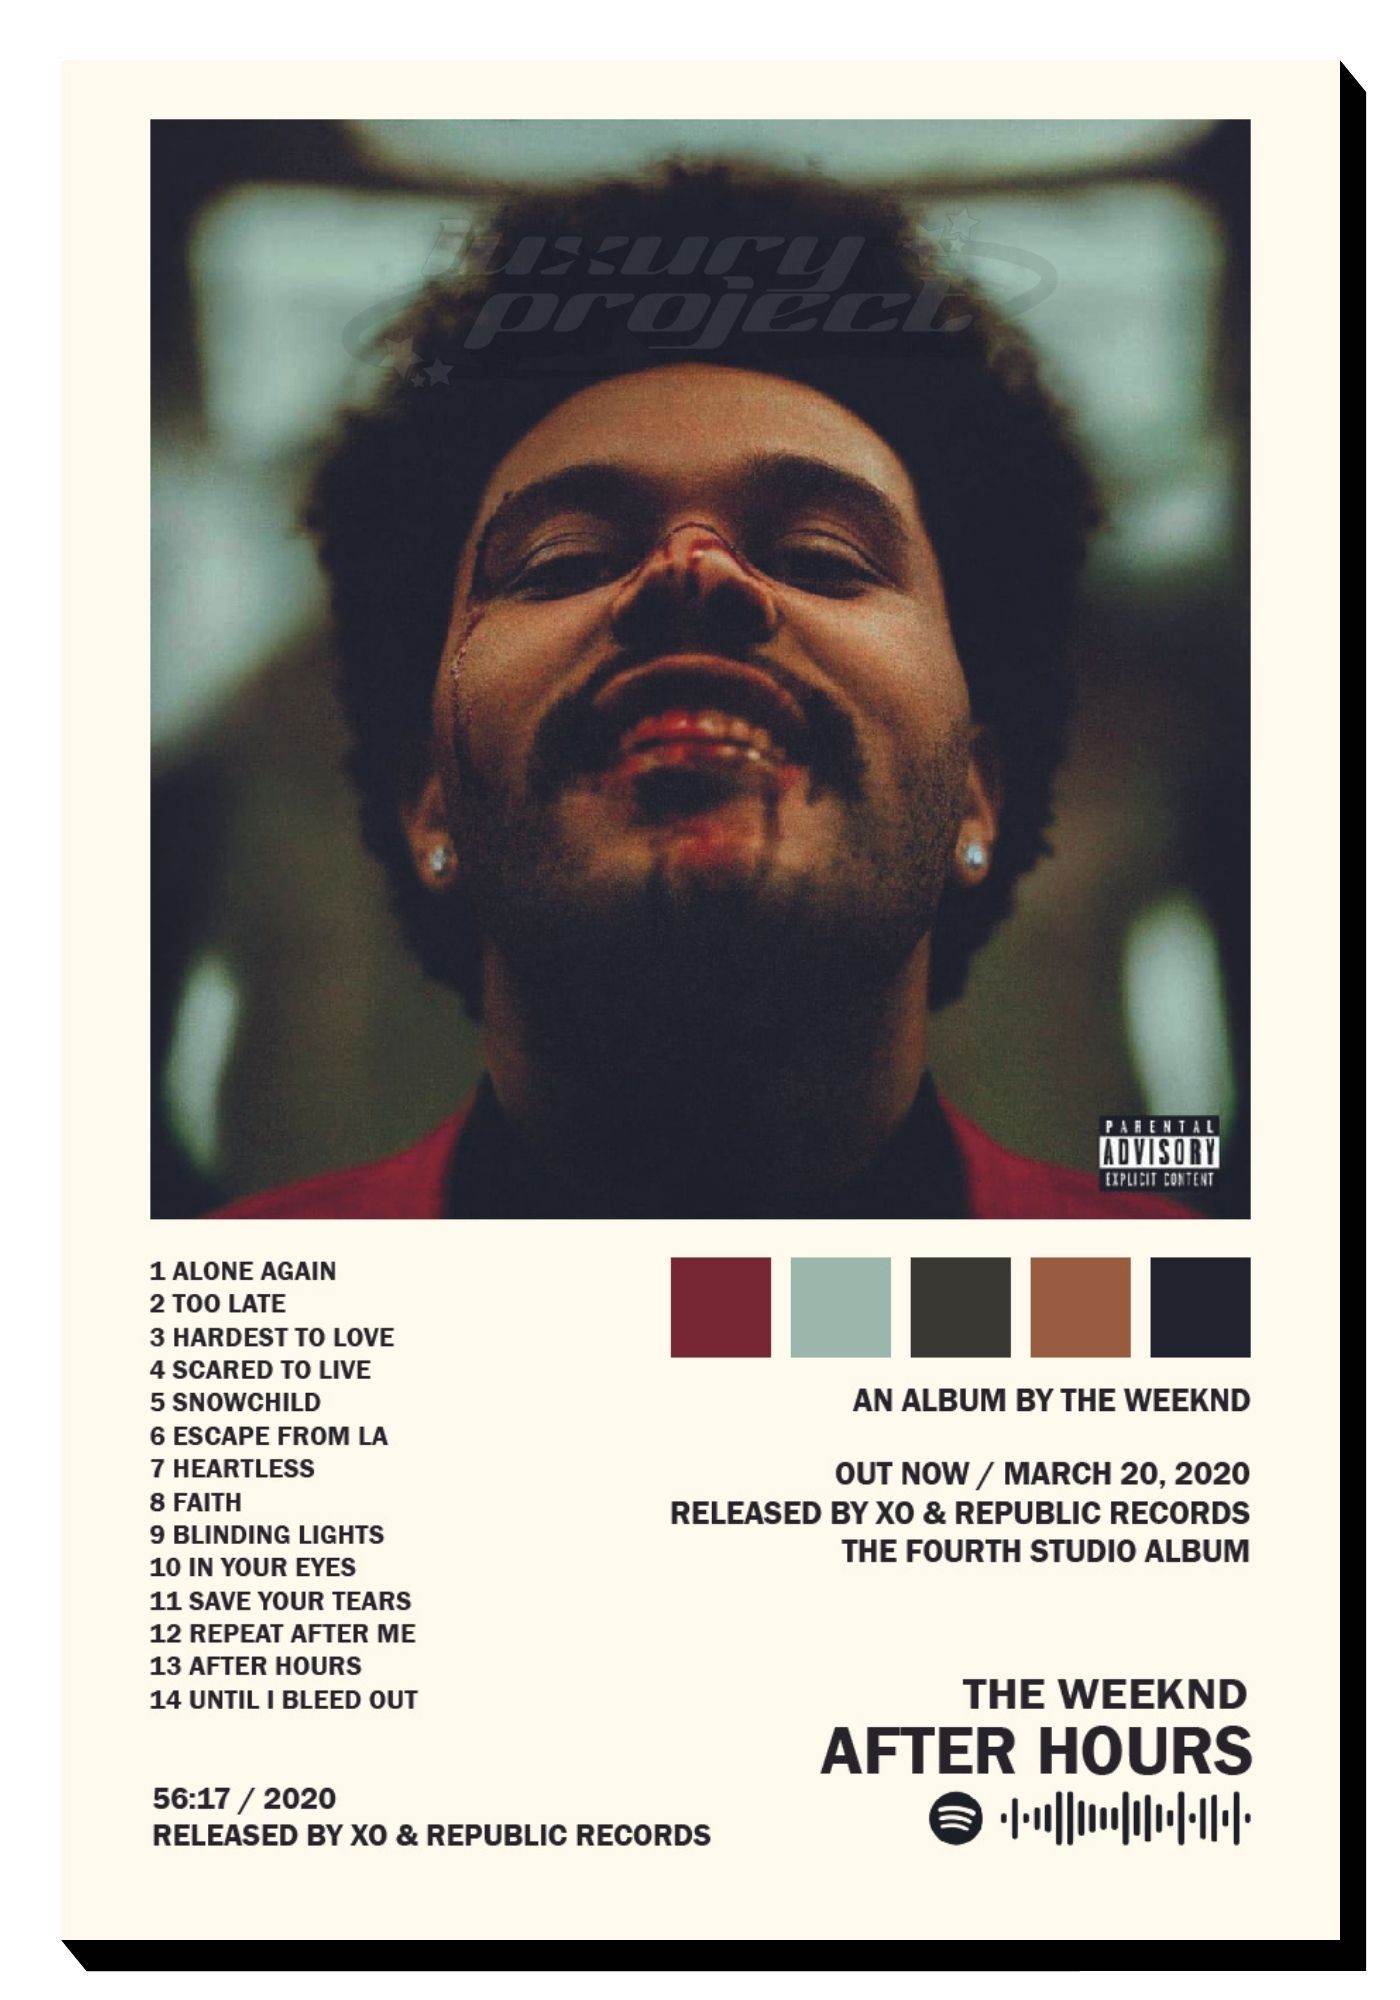 luxury
project
PARENTAL
ADVISORY
EXPLICIT CONTENT
1 ALONE AGAIN
2 TOO LATE
3 HARDEST TO LOVE
4 SCARED TO LIVE
5 SNOWCHILD
6 ESCAPE FROM LA
7 HEARTLESS
8 FAITH
9 BLINDING LIGHTS
10 IN YOUR EYES
11 SAVE YOUR TEARS
12 REPEAT AFTER ME
13 AFTER HOURS
14 UNTIL I BLEED OUT
56:17 / 2020
RELEASED BY XO & REPUBLIC RECORDS
AN ALBUM BY THE WEEKND
OUT NOW / MARCH 20, 2020
RELEASED BY XO & REPUBLIC RECORDS
THE FOURTH STUDIO ALBUM
THE WEEKND
AFTER HOURS